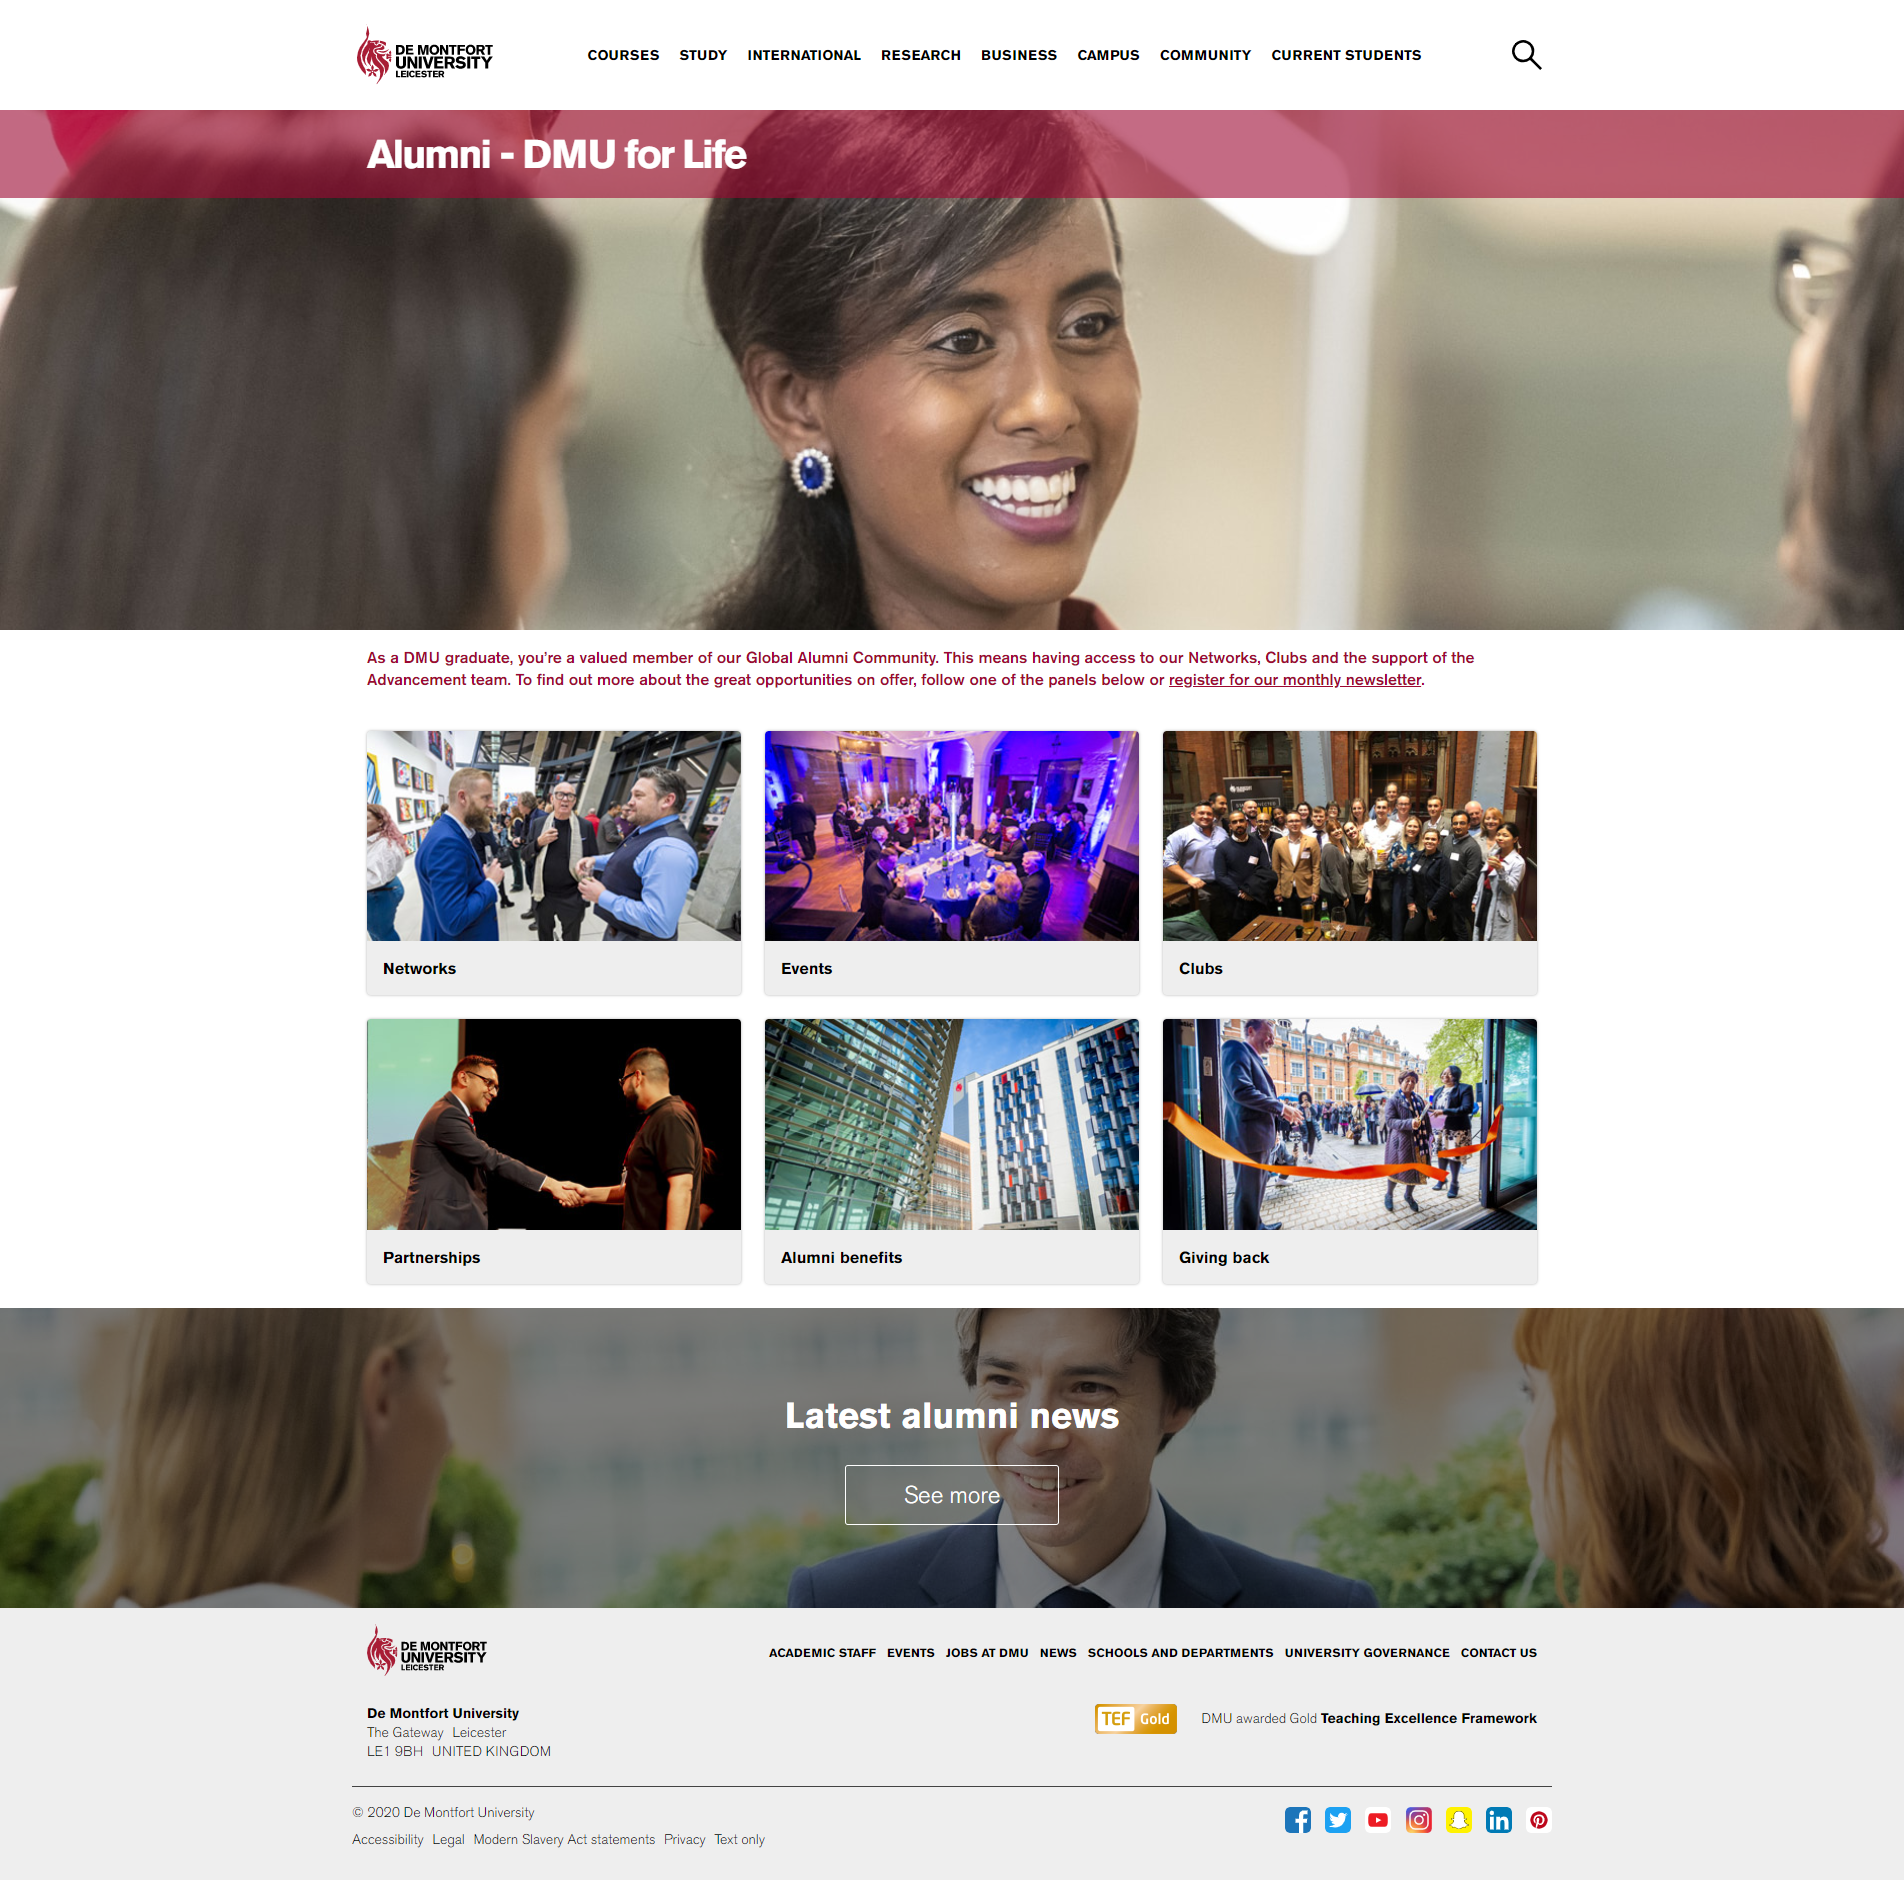 DE MONTFORT
UNIVERSITY
LEICESTER
COURSES STUDY INTERNATIONAL RESEARCH BUSINESS CAMPUS COMMUNITY CURRENT STUDENTS
Alumni - DMU for Life
As a DMU graduate, you're a valued member of our Global Alumni Community. This means having access to our Networks, Clubs and the support of the
Advancement team. To find out more about the great opportunities on offer, follow one of the panels below or register for our monthly newsletter.
Networks
Events
Clubs
Partnerships
Alumni benefits
Giving back
Latest alumni news
See more
DE MONTFORT
UNIVERSITY
LEICESTER
ACADEMIC STAFF EVENTS JOBS AT DMU NEWS SCHOOLS AND DEPARTMENTS UNIVERSITY GOVERNANCE CONTACT US
De Montfort University
The Gateway Leicester
LE1 9BH UNITED KINGDOM
TEF Gold
DMU awarded Gold Teaching Excellence Framework
© 2020 De Montfort University
Accessibility Legal Modern Slavery Act statements Privacy Text only